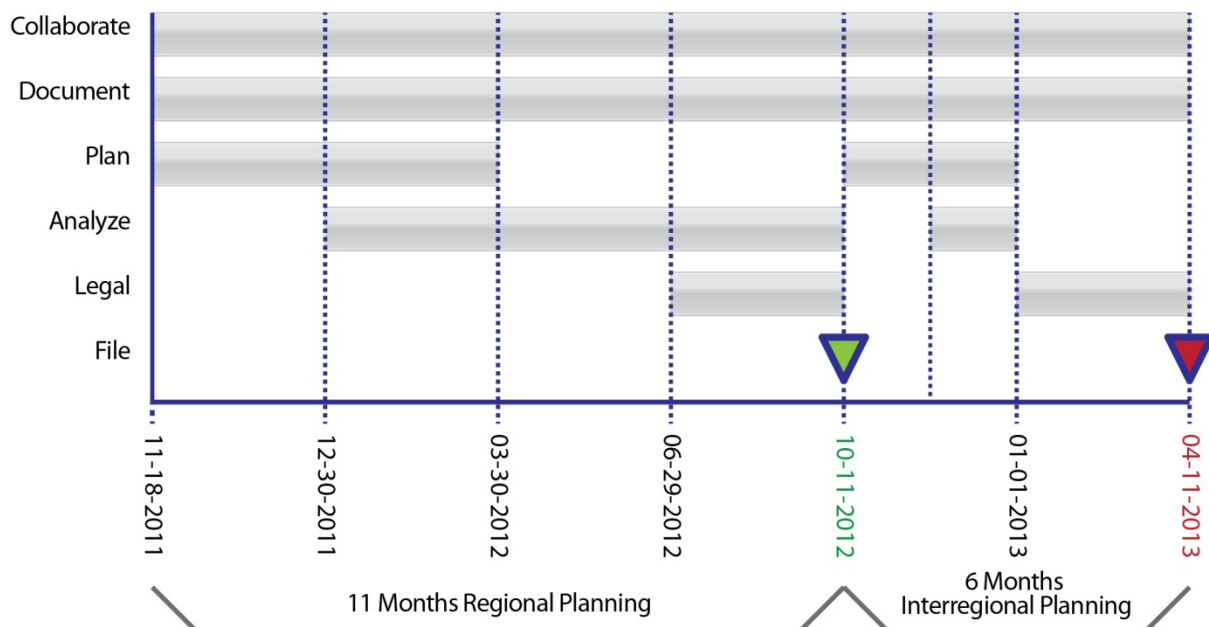 Collaborate
Document
Plan
Analyze
Legal
File
11-18-2011
12-30-2011
03-30-2012
06-29-2012
10-11-2012
01-01-2013
04-11-2013
11 Months Regional Planning
6 Months
Interregional Planning